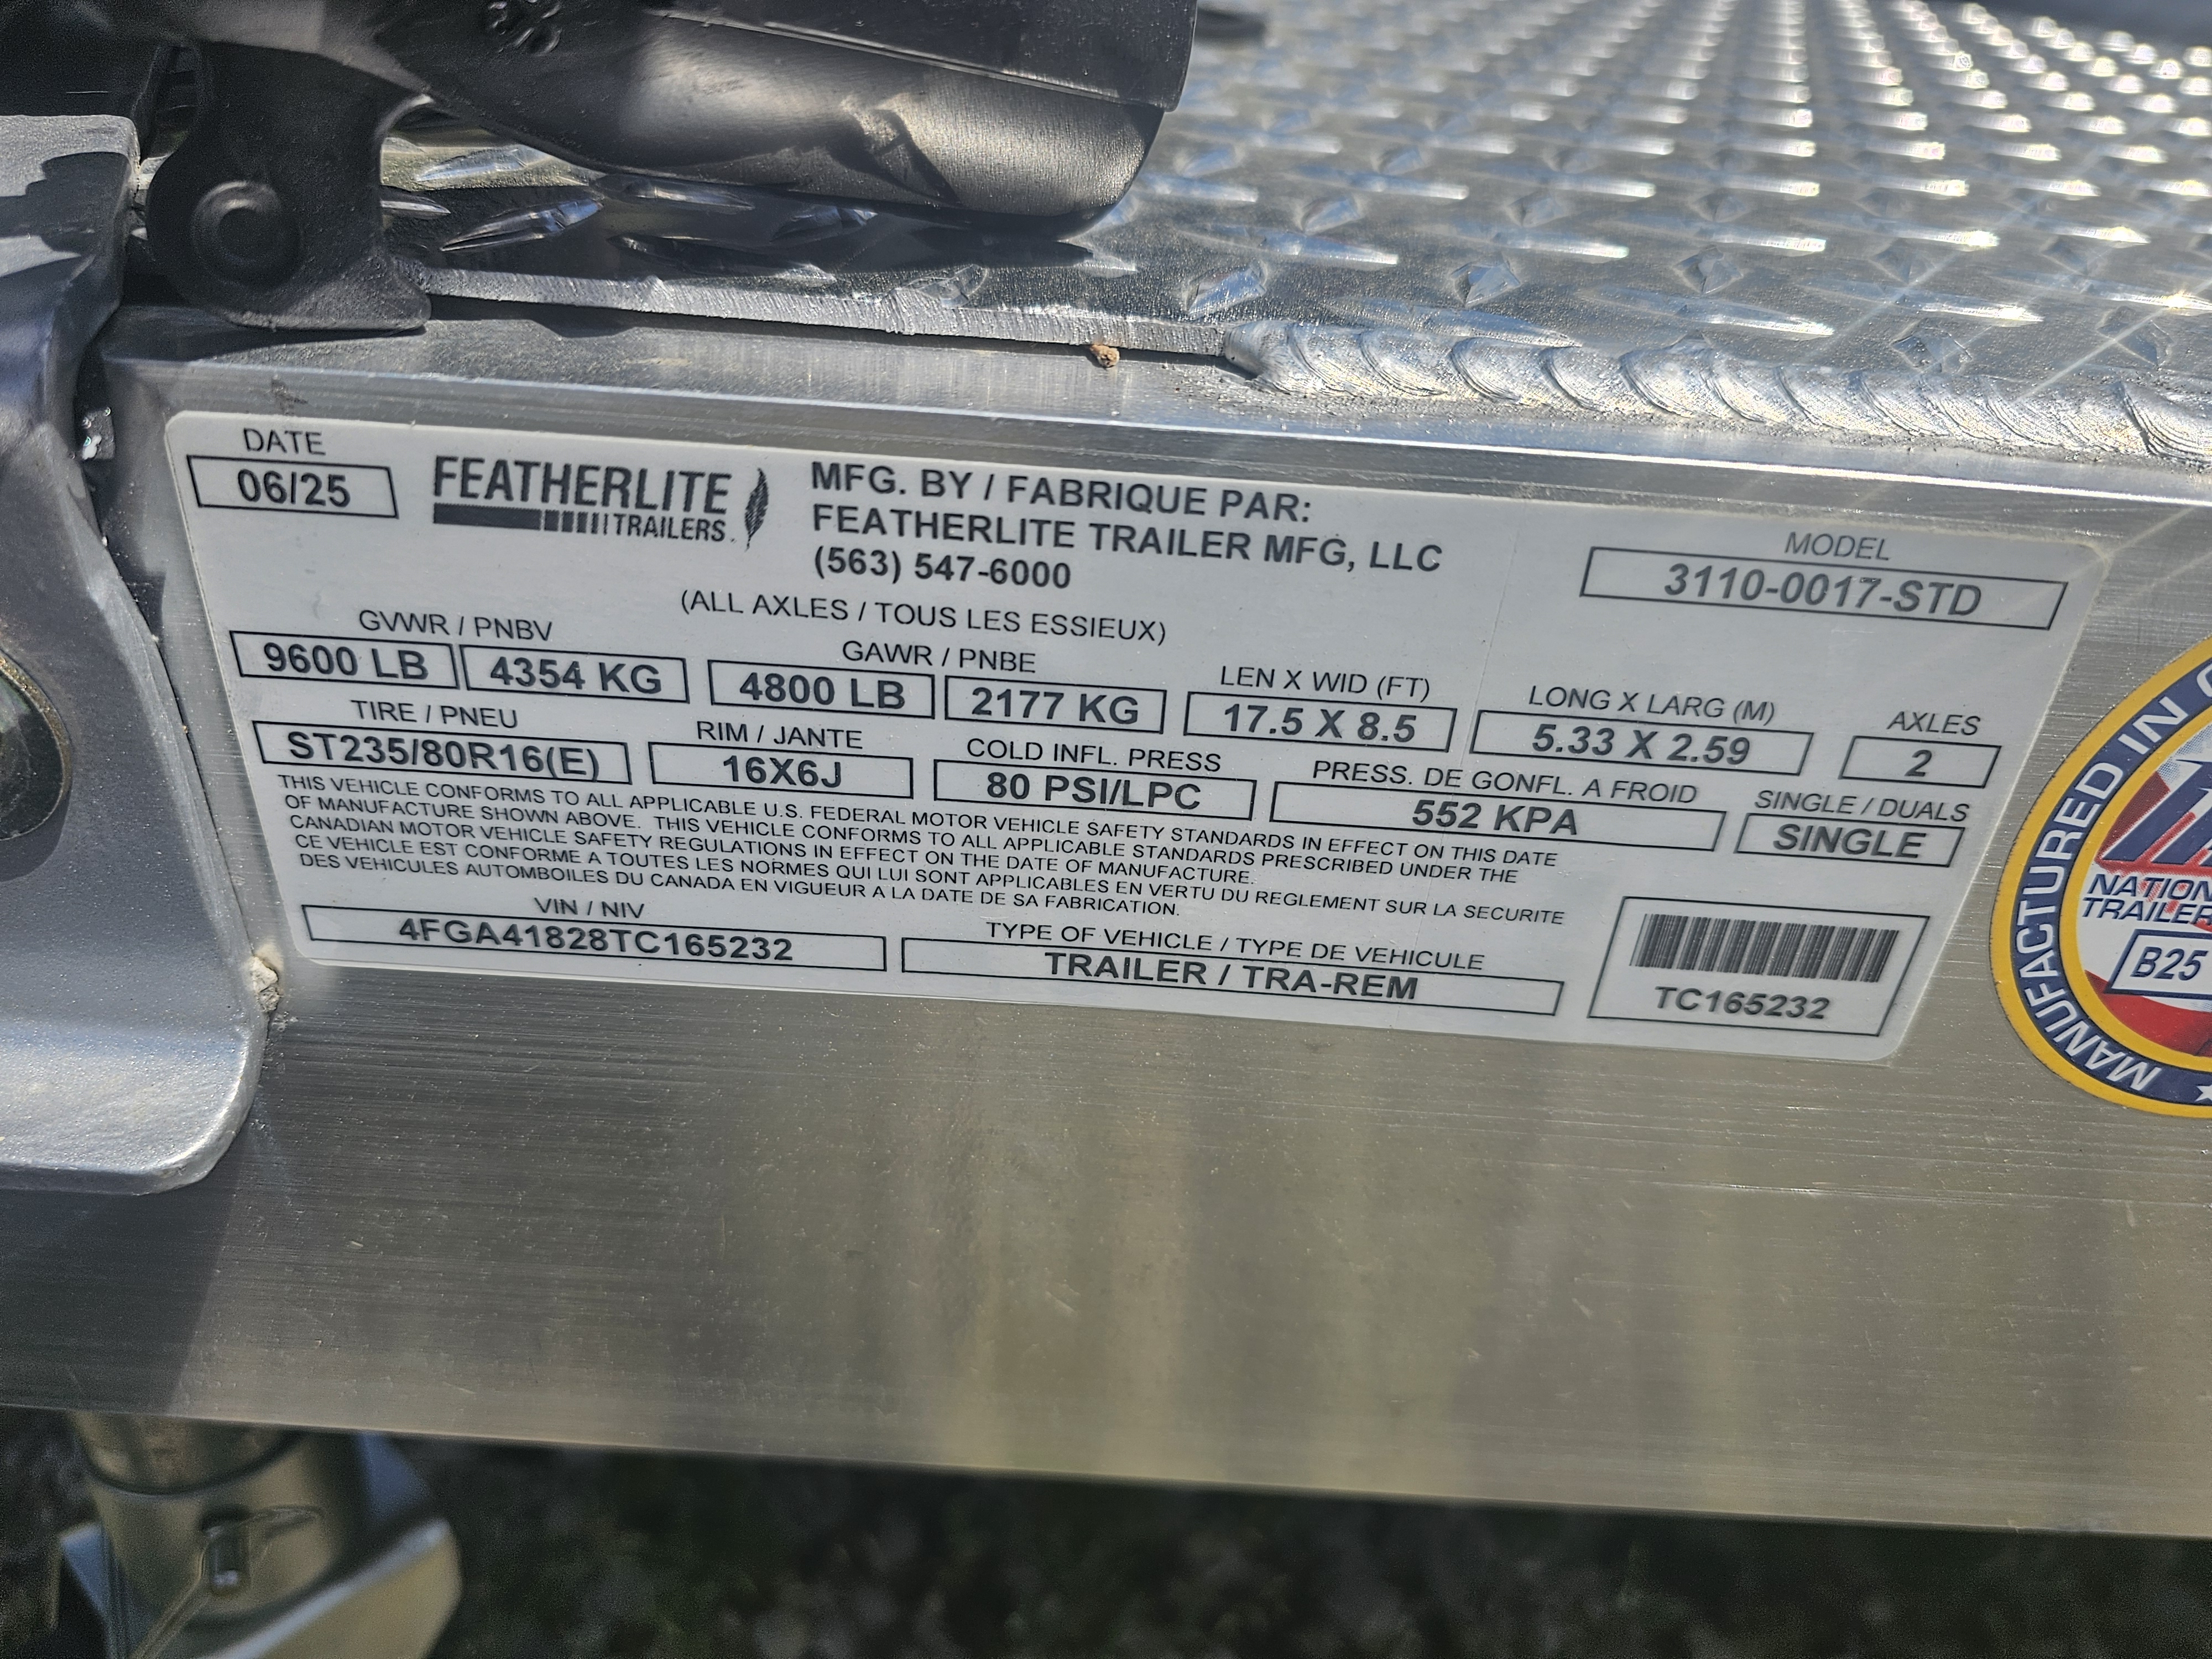 DATE
06/25
FEATHERLITE
TRAILERS
MFG. BY / FABRIQUE PAR:
FEATHERLITE TRAILER MFG, LLC
(563) 547-6000
MODEL
3110-0017-STD
(ALL AXLES / TOUS LES ESSIEUX)
GVWR / PNBV
9600 LB 4354 KG
GAWR / PNBE
4800 LB 2177 KG
LEN X WID (FT)
17.5 X 8.5
LONG X LARG (M)
5.33 X 2.59
AXLES
2
TIRE / PNEU
ST235/80R16(E)
RIM / JANTE
16X6J
COLD INFL. PRESS
80 PSI/LPC
PRESS. DE GONFL. A FROID
552 KPA
SINGLE / DUALS
SINGLE
THIS VEHICLE CONFORMS TO ALL APPLICABLE U.S. FEDERAL MOTOR VEHICLE SAFETY STANDARDS IN EFFECT ON THIS DATE
OF MANUFACTURE SHOWN ABOVE. THIS VEHICLE CONFORMS TO ALL APPLICABLE STANDARDS PRESCRIBED UNDER THE
CANADIAN MOTOR VEHICLE SAFETY REGULATIONS IN EFFECT ON THE DATE OF MANUFACTURE.
CE VEHICLE EST CONFORME A TOUTES LES NORMES QUI LUI SONT APPLICABLES EN VERTU DU REGLEMENT SUR LA SECURITE
DES VEHICULES AUTOMBOILES DU CANADA EN VIGUEUR A LA DATE DE SA FABRICATION.
VIN / NIV
4FGA41828TC165232
TYPE OF VEHICLE / TYPE DE VEHICULE
TRAILER / TRA-REM
TC165232
MANUFACTURED IN
NATION
TRAILER
B25